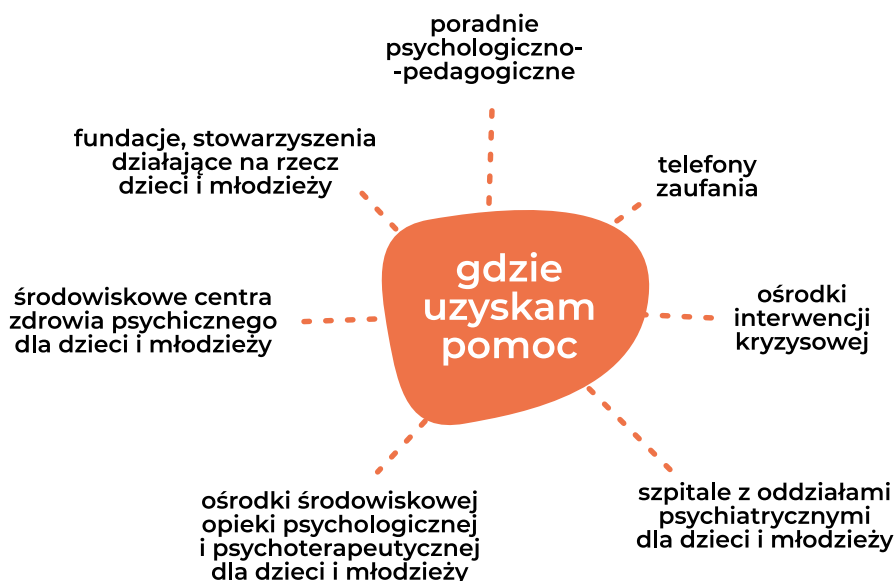 poradnie
psychologiczno-
-pedagogiczne
fundacje, stowarzyszenia
działające na rzecz
dzieci i młodzieży
telefony
zaufania
gdzie
uzyskam
pomoc
środowiskowe centra
zdrowia psychicznego
dla dzieci i młodzieży
ośrodki
interwencji
kryzysowej
ośrodki środowiskowej
opieki psychologicznej
i psychoterapeutycznej
dla dzieci i młodzieży
szpitale z oddziałami
psychiatrycznymi
dla dzieci i młodzieży